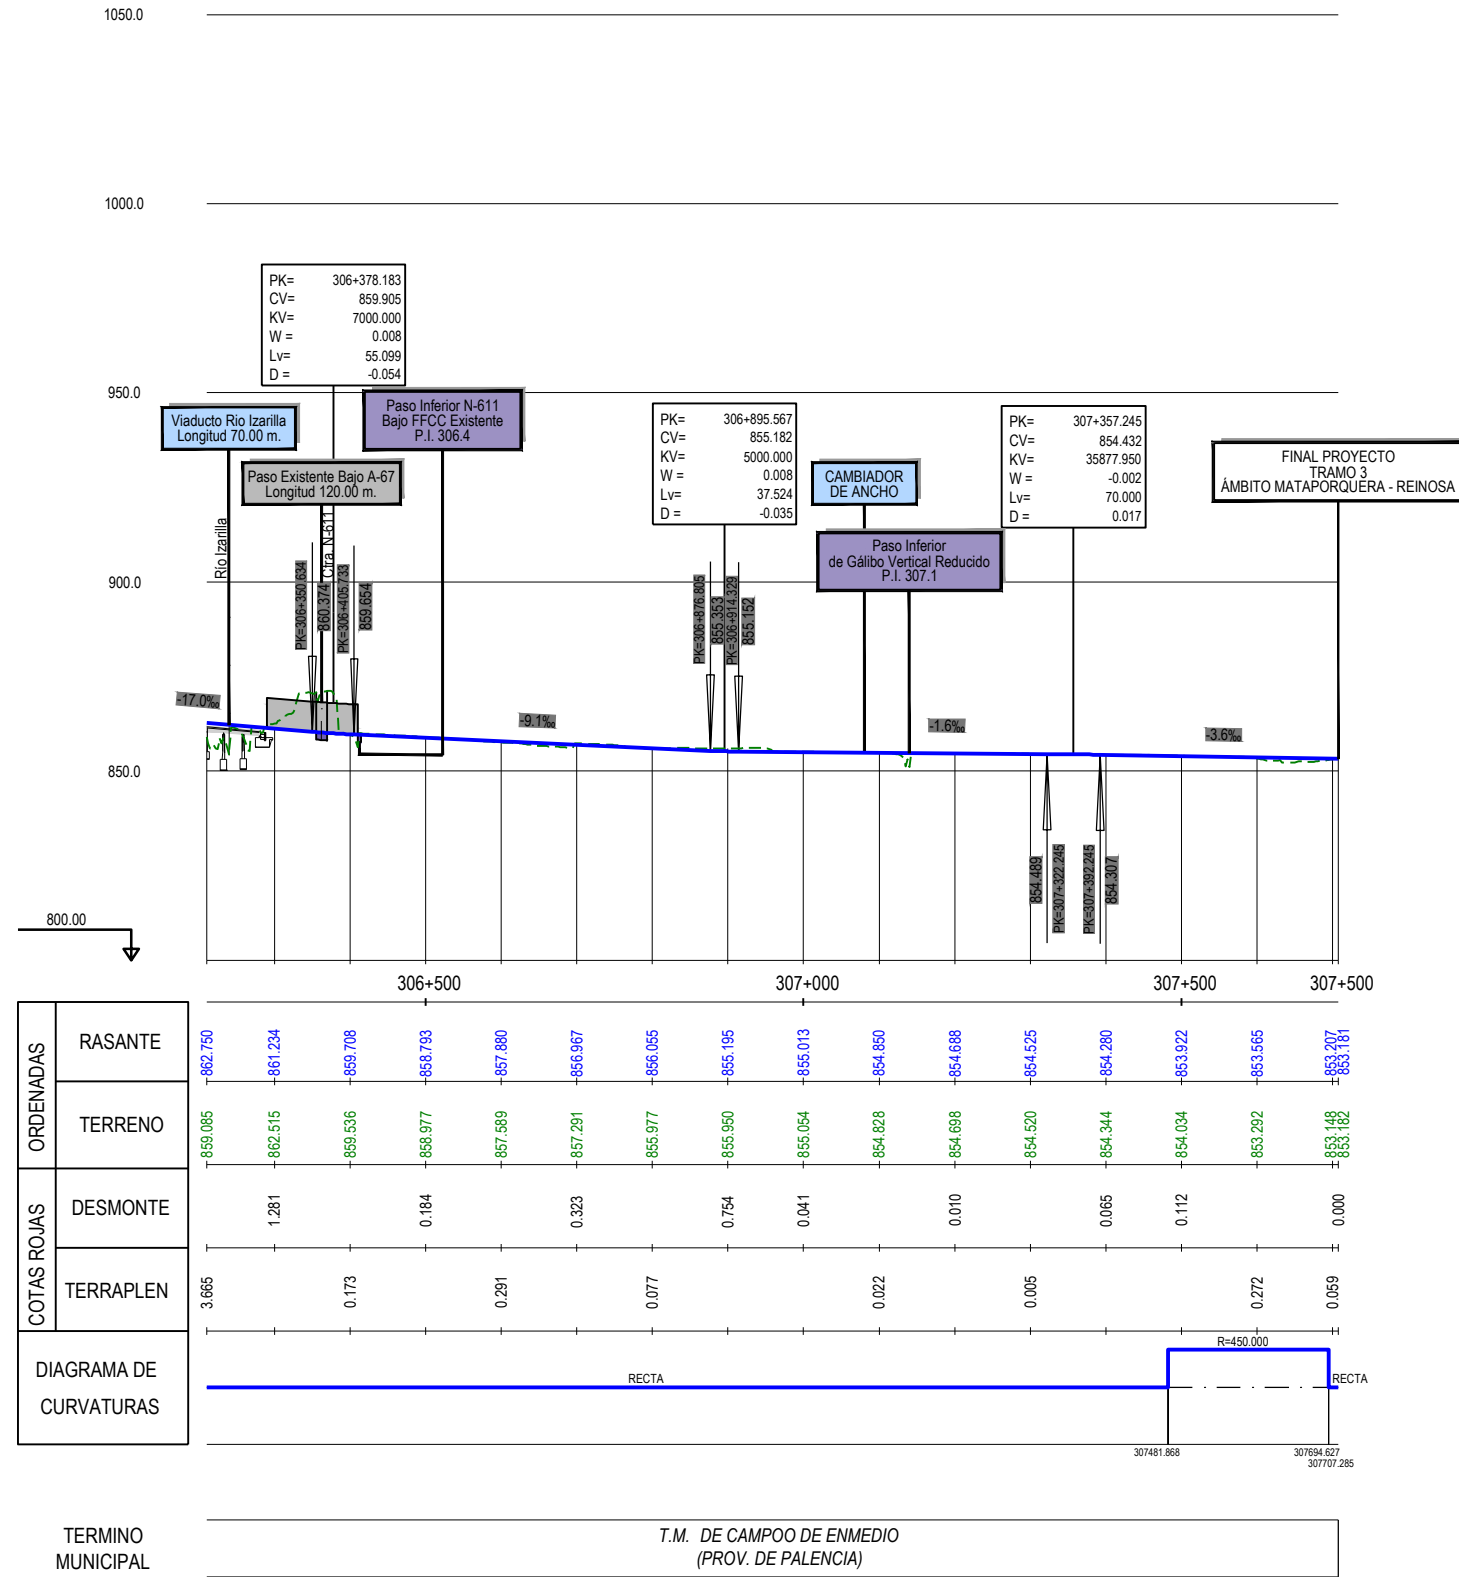 1050.0
1000.0
950.0
900.0
850.0
800.00
PK= 306+378.183
CV= 859.905
KV= 7000.000
W = 0.008
Lv= 55.099
D = -0.054
Viaducto Rio Izarilla
Longitud 70.00 m.
Paso Inferior N-611
Bajo FFCC Existente
P.I. 306.4
Paso Existente Bajo A-67
Longitud 120.00 m.
PK= 306+895.567
CV= 855.182
KV= 5000.000
W = 0.008
Lv= 37.524
D = -0.035
CAMBIADOR
DE ANCHO
Paso Inferior
de Gálibo Vertical Reducido
P.I. 307.1
PK= 307+357.245
CV= 854.432
KV= 35877.950
W = -0.002
Lv= 70.000
D = 0.017
FINAL PROYECTO
TRAMO 3
ÁMBITO MATAPORQUERA - REINOSA
Río Izarilla
PK=306+350.634
860.374
Ctra. N-611
PK=306+405.733
859.654
PK=306+876.805
855.353
PK=306+914.329
855.152
-17.0‰
-9.1‰
-1.6‰
-3.6‰
854.489
PK=307+322.245
PK=307+392.245
854.307
306+500 307+000 307+500 307+500
ORDENADAS
RASANTE
862.750 861.234 859.708 858.793 857.880 856.967 856.055 855.195 855.013 854.850 854.688 854.525 854.280 853.922 853.565 853.207 853.181
TERRENO
859.085 862.515 859.536 858.977 857.589 857.291 855.977 855.950 855.054 854.828 854.698 854.520 854.344 854.034 853.292 853.148 853.182
COTAS ROJAS
DESMONTE
1.281 0.184 0.323 0.754 0.041 0.010 0.065 0.112 0.000
TERRAPLEN
3.665 0.173 0.291 0.077 0.022 0.005 0.272 0.059
DIAGRAMA DE
CURVATURAS
RECTA
R=450.000
RECTA
307481.868
307694.627
307707.285
TERMINO
MUNICIPAL
T.M. DE CAMPOO DE ENMEDIO
(PROV. DE PALENCIA)